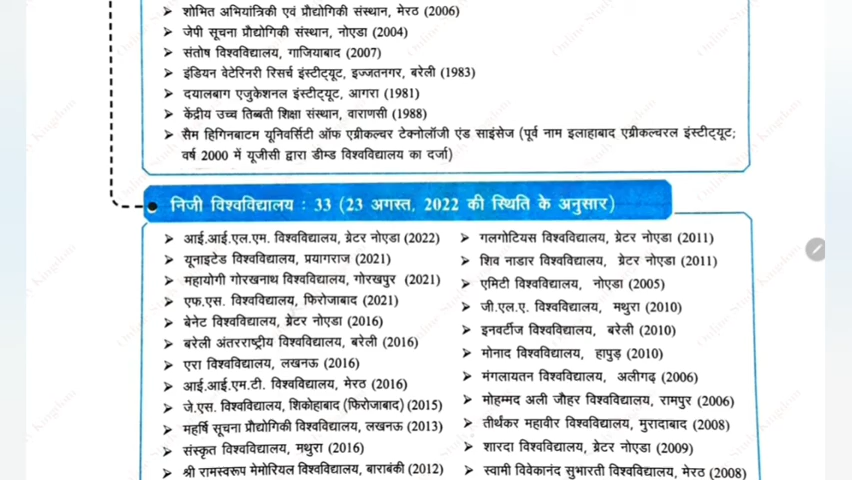 ➤ शोभित अभियांत्रिकी एवं प्रौद्योगिकी संस्थान, मेरठ (2006)
➤ जेपी सूचना प्रौद्योगिकी संस्थान, नोएडा (2004)
➤ संतोष विश्वविद्यालय, गाजियाबाद (2007)
➤ इंडियन वेटेरिनरी रिसर्च इंस्टीट्यूट, इज्जतनगर, बरेली (1983)
➤ दयालबाग एजुकेशनल इंस्टीट्यूट, आगरा (1981)
➤ केंद्रीय उच्च तिब्बती शिक्षा संस्थान, वाराणसी (1988)
➤ सैम हिगिनबाटम यूनिवर्सिटी ऑफ एग्रीकल्चर टेक्नोलॉजी एंड साइंसेज (पूर्व नाम इलाहाबाद एग्रीकल्चरल इंस्टीट्यूट;
वर्ष 2000 में यूजीसी द्वारा डीम्ड विश्वविद्यालय का दर्जा)
निजी विश्वविद्यालय : 33 (23 अगस्त, 2022 की स्थिति के अनुसार)
➤ आई.आई.एल.एम. विश्वविद्यालय, ग्रेटर नोएडा (2022)
➤ यूनाइटेड विश्वविद्यालय, प्रयागराज (2021)
➤ महायोगी गोरखनाथ विश्वविद्यालय, गोरखपुर (2021)
➤ एफ.एस. विश्वविद्यालय, फिरोजाबाद (2021)
➤ बेनेट विश्वविद्यालय, ग्रेटर नोएडा (2016)
➤ बरेली अंतरराष्ट्रीय विश्वविद्यालय, बरेली (2016)
➤ एरा विश्वविद्यालय, लखनऊ (2016)
➤ आई.आई.एम.टी. विश्वविद्यालय, मेरठ (2016)
➤ जे.एस. विश्वविद्यालय, शिकोहाबाद (फिरोजाबाद) (2015)
➤ महर्षि सूचना प्रौद्योगिकी विश्वविद्यालय, लखनऊ (2013)
➤ संस्कृत विश्वविद्यालय, मथुरा (2016)
➤ श्री रामस्वरूप मेमोरियल विश्वविद्यालय, बाराबंकी (2012)
➤ गलगोटियस विश्वविद्यालय, ग्रेटर नोएडा (2011)
➤ शिव नाडार विश्वविद्यालय, ग्रेटर नोएडा (2011)
➤ एमिटी विश्वविद्यालय, नोएडा (2005)
➤ जी.एल.ए. विश्वविद्यालय, मथुरा (2010)
➤ इनवर्टीज विश्वविद्यालय, बरेली (2010)
➤ मोनाद विश्वविद्यालय, हापुड़ (2010)
➤ मंगलायतन विश्वविद्यालय, अलीगढ़ (2006)
➤ मोहम्मद अली जौहर विश्वविद्यालय, रामपुर (2006)
➤ तीर्थंकर महावीर विश्वविद्यालय, मुरादाबाद (2008)
➤ शारदा विश्वविद्यालय, ग्रेटर नोएडा (2009)
➤ स्वामी विवेकानंद सुभारती विश्वविद्यालय, मेरठ (2008)